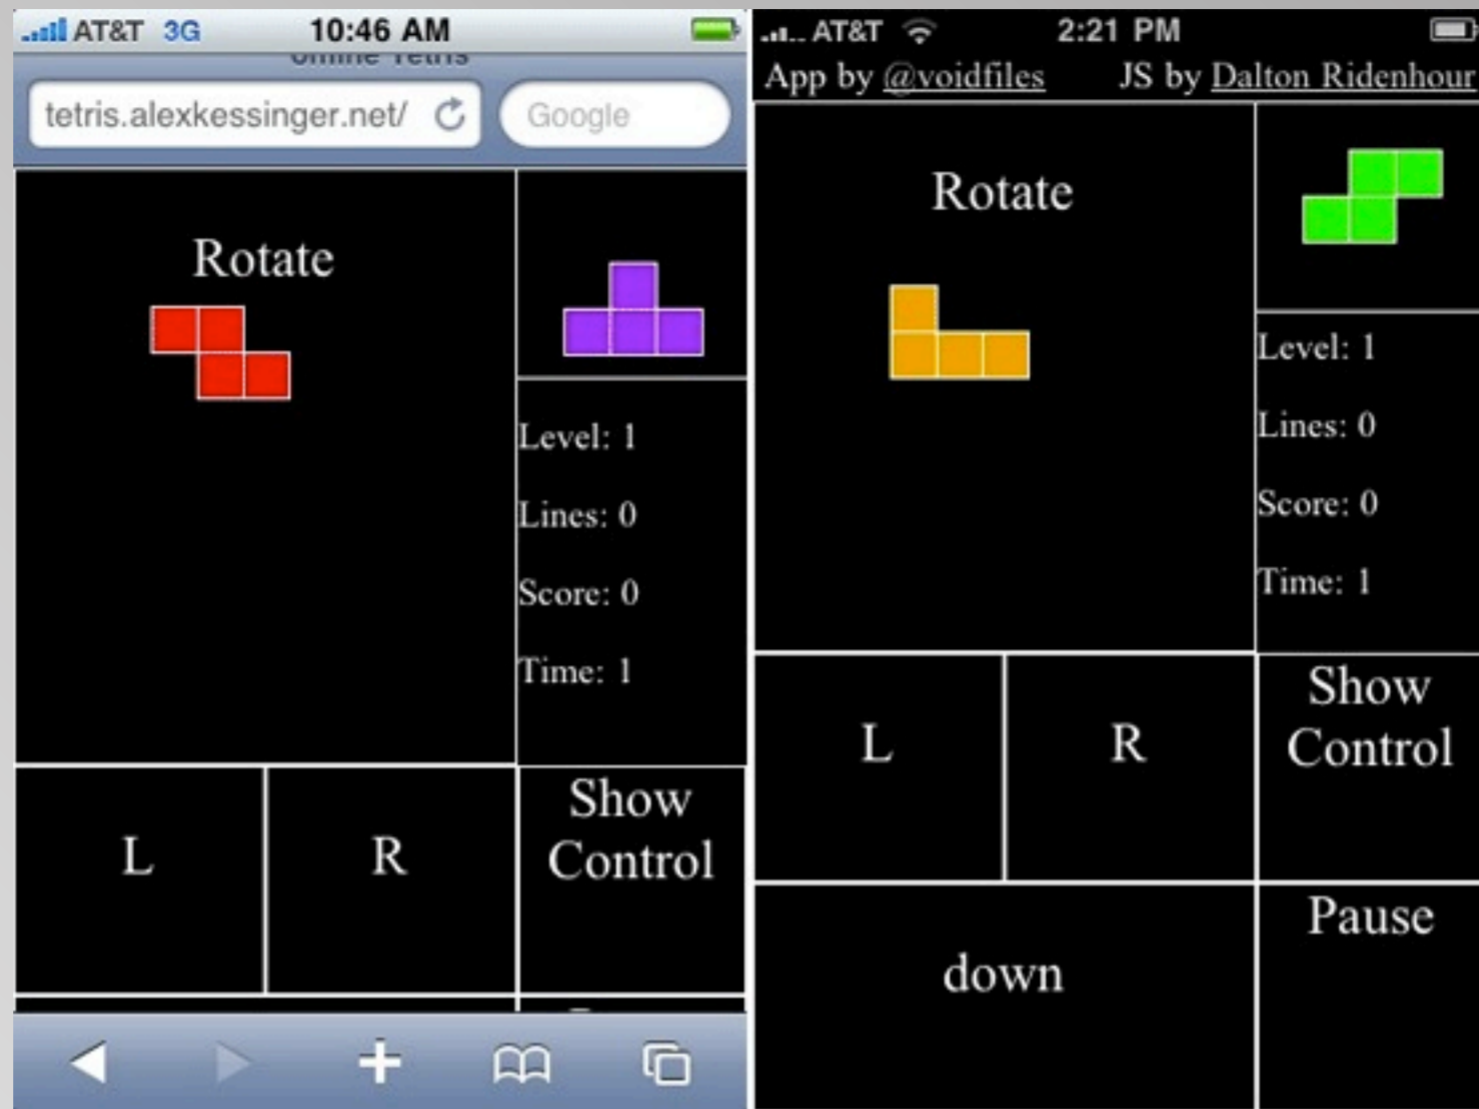 AT&T 3G 10:46 AM
Online Tetris
tetris.alexkessinger.net/ Google
Rotate
Level: 1
Lines: 0
Score: 0
Time: 1
L R Show
Control
AT&T 2:21 PM
App by @voidfiles JS by Dalton Ridenhour
Rotate
Level: 1
Lines: 0
Score: 0
Time: 1
L R Show
Control
down Pause